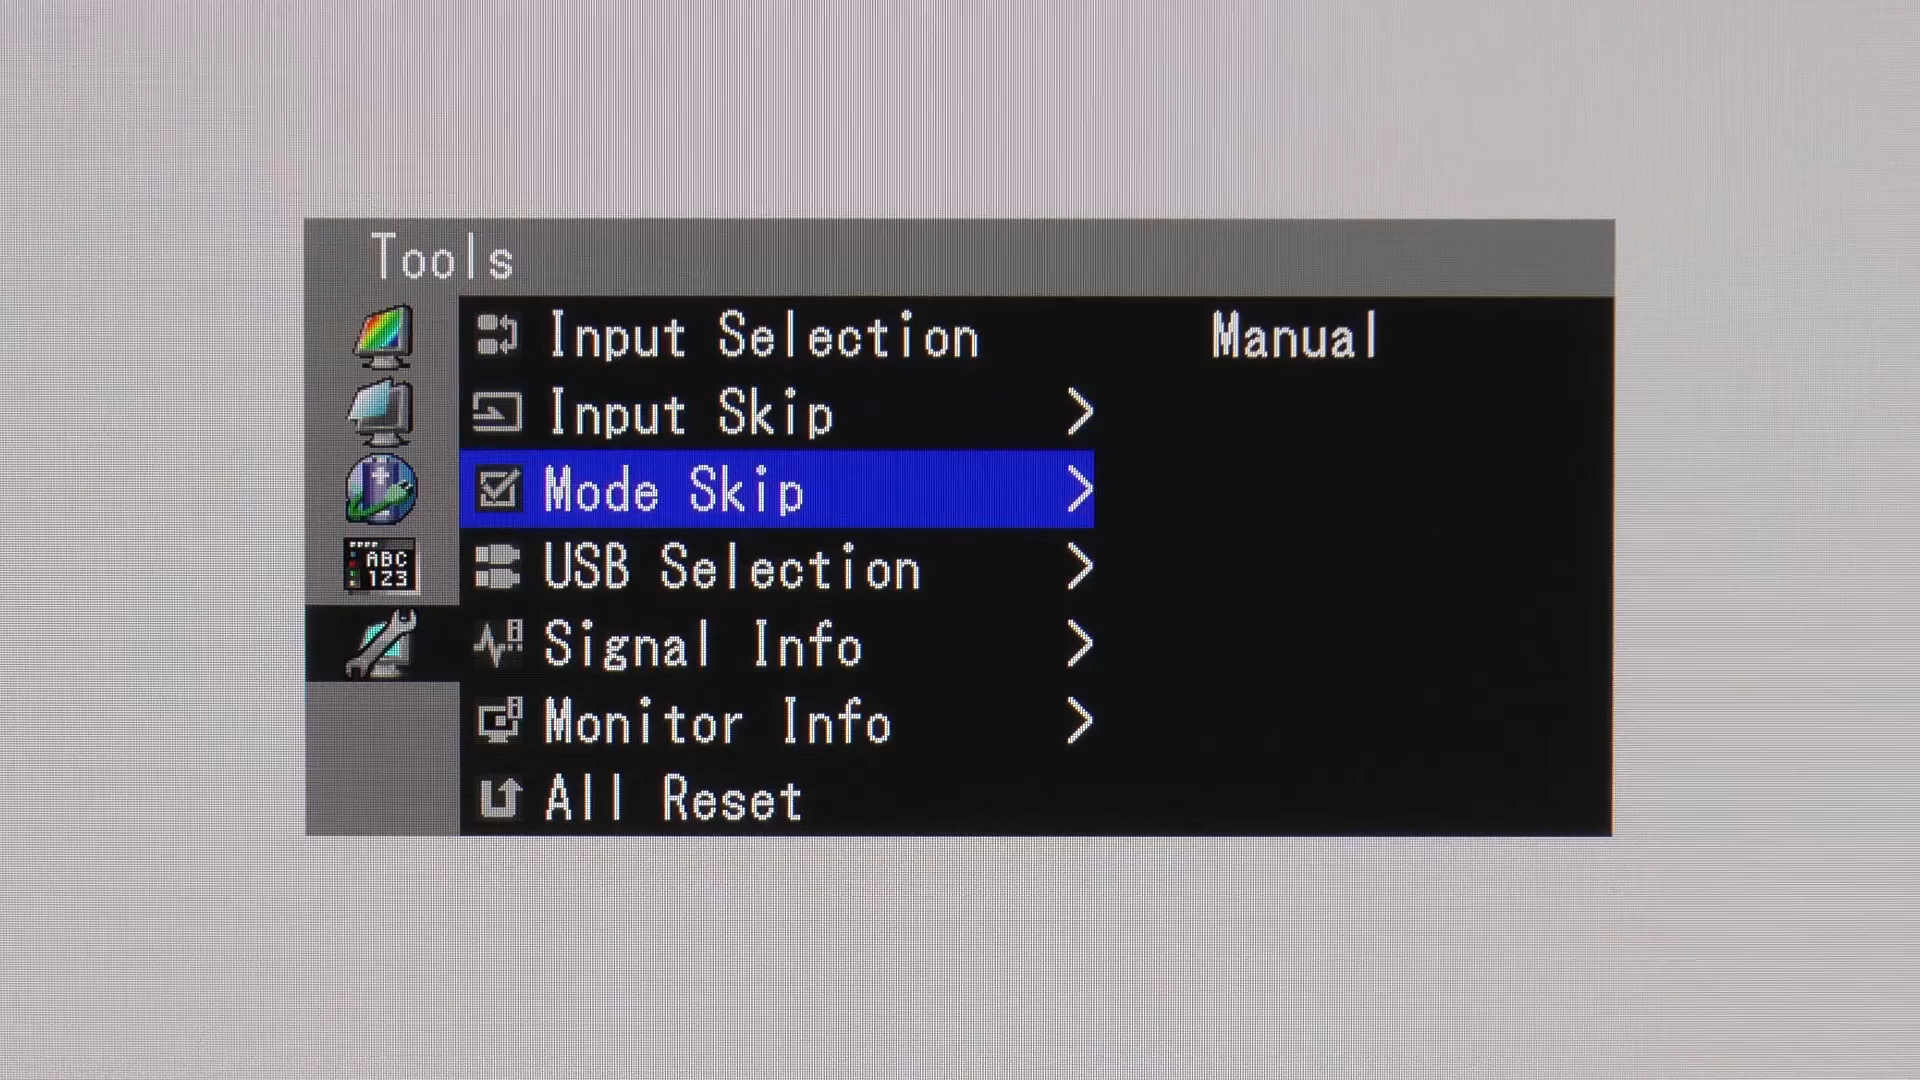 Tools
Input Selection Manual
Input Skip >
Mode Skip >
USB Selection >
Signal Info >
Monitor Info >
All Reset
ABC
123